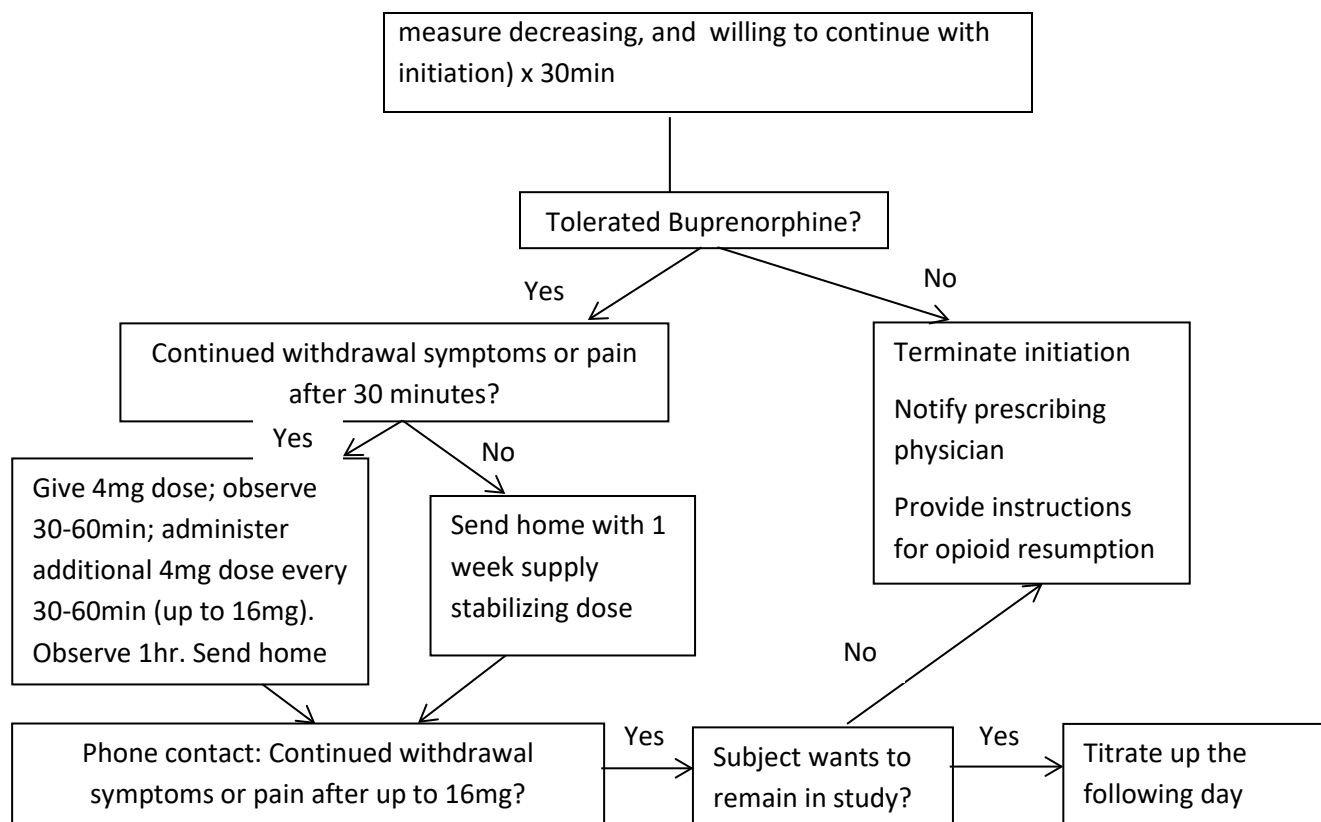 measure decreasing, and  willing to continue with
initiation) x 30min
Tolerated Buprenorphine?
Yes
No
Continued withdrawal symptoms or pain
after 30 minutes?
Terminate initiation
Notify prescribing
physician
Provide instructions
for opioid resumption
Yes
No
Give 4mg dose; observe
30-60min; administer
additional 4mg dose every
30-60min (up to 16mg).
Observe 1hr. Send home
Send home with 1
week supply
stabilizing dose
No
Phone contact: Continued withdrawal
symptoms or pain after up to 16mg?
Yes
Subject wants to
remain in study?
Yes
Titrate up the
following day